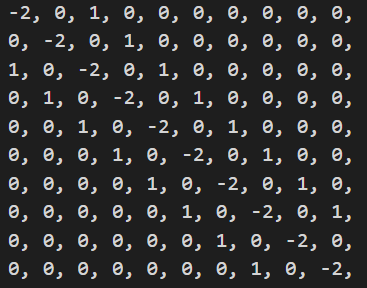 -2, 0, 1, 0, 0, 0, 0, 0, 0, 0,
0, -2, 0, 1, 0, 0, 0, 0, 0, 0,
1, 0, -2, 0, 1, 0, 0, 0, 0, 0,
0, 1, 0, -2, 0, 1, 0, 0, 0, 0,
0, 0, 1, 0, -2, 0, 1, 0, 0, 0,
0, 0, 0, 1, 0, -2, 0, 1, 0, 0,
0, 0, 0, 0, 1, 0, -2, 0, 1, 0,
0, 0, 0, 0, 0, 1, 0, -2, 0, 1,
0, 0, 0, 0, 0, 0, 1, 0, -2, 0,
0, 0, 0, 0, 0, 0, 0, 1, 0, -2,